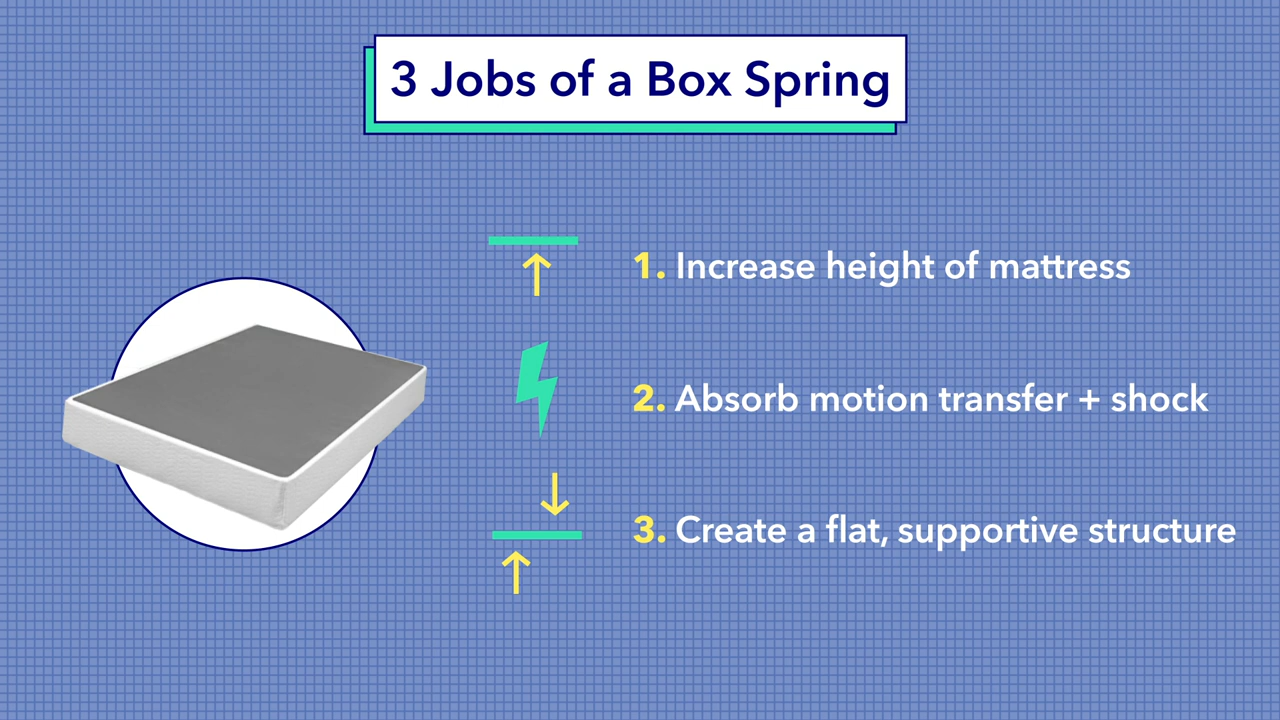 3 Jobs of a Box Spring
1. Increase height of mattress
2. Absorb motion transfer + shock
3. Create a flat, supportive structure